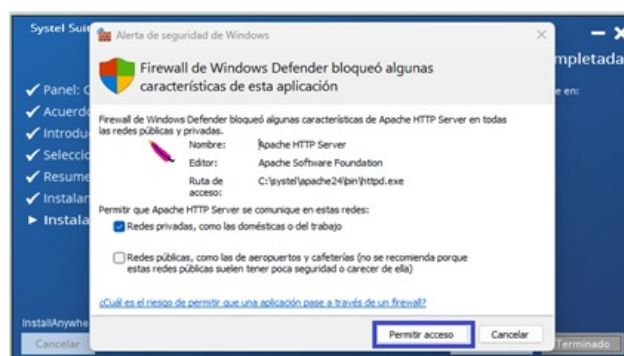 Systel Suit
Alerta de seguridad de Windows
mpletada
Firewall de Windows Defender bloqueó algunas
características de esta aplicación
e en:
Panel: C
Acuerdo
Introdu
Selecció
Resume
Instalar
Instala
Firewall de Windows Defender bloqueó algunas características de Apache HTTP Server en todas
las redes públicas y privadas.
Nombre: Apache HTTP Server
Editor: Apache Software Foundation
Ruta de C:\systel\apache24\bin\httpd.exe
acceso:
Permitir que Apache HTTP Server se comunique en estas redes:
Redes privadas, como las domésticas o del trabajo
Redes públicas, como las de aeropuertos y cafeterías (no se recomienda porque
estas redes públicas suelen tener poca seguridad o carecer de ella)
¿Cuál es el riesgo de permitir que una aplicación pase a través de un firewall?
InstallAnywhe
Permitir acceso Cancelar
Cancelar Terminado